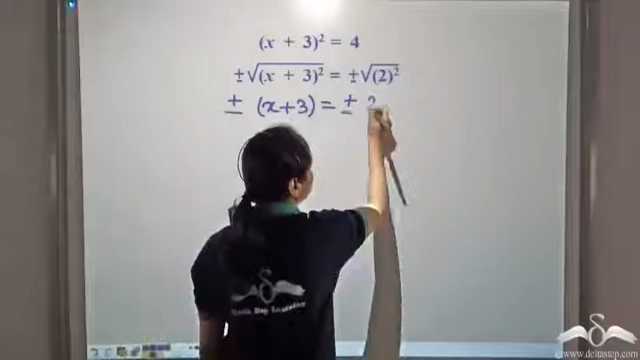 (x + 3)² = 4
±√(x + 3)² = ±√(2)²
± (x+3) = ± 2
www.deltastep.com